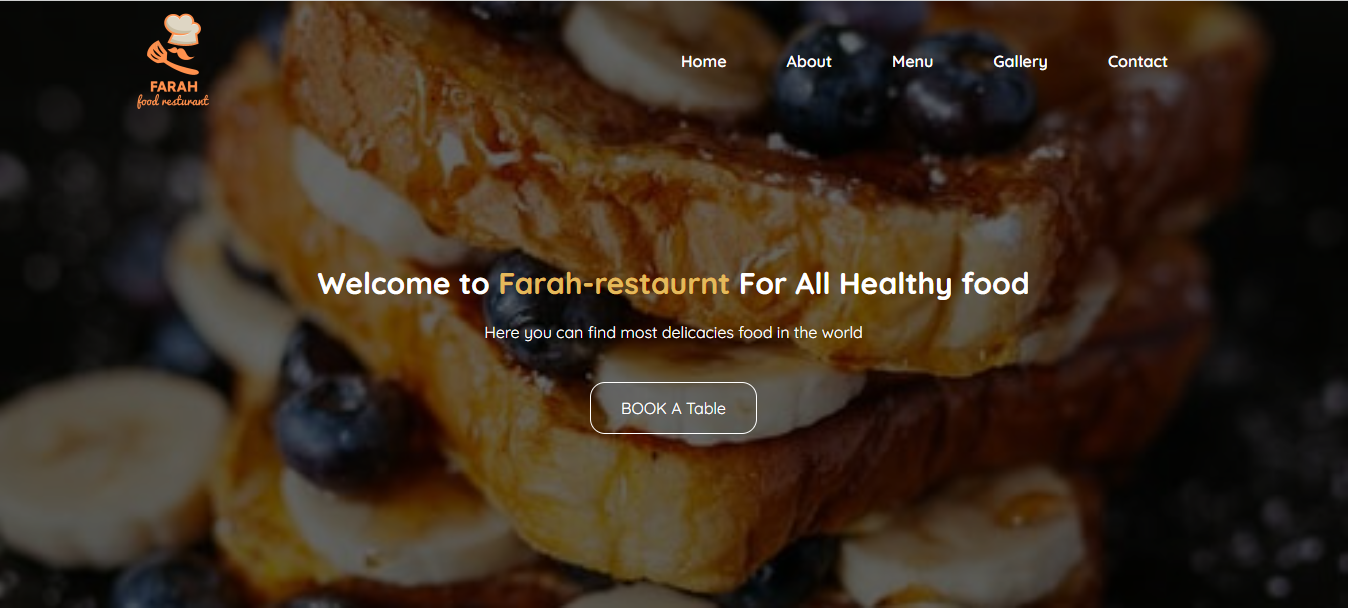 FARAH
food resturant
Home About Menu Gallery Contact
Welcome to Farah-restaurnt For All Healthy food
Here you can find most delicacies food in the world
BOOK A Table